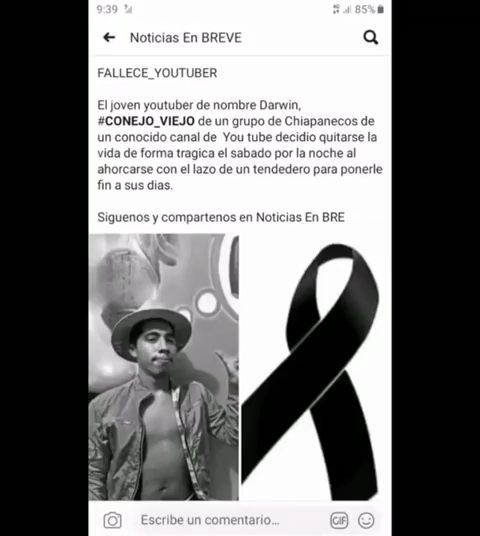 9:39
85%
Noticias En BREVE
FALLECE_YOUTUBER
El joven youtuber de nombre Darwin,
#CONEJO_VIEJO de un grupo de Chiapanecos de
un conocido canal de You tube decidio quitarse la
vida de forma tragica el sabado por la noche al
ahorcarse con el lazo de un tendedero para ponerle
fin a sus dias.
Siguenos y compartenos en Noticias En BRE
Escribe un comentario...
GIF